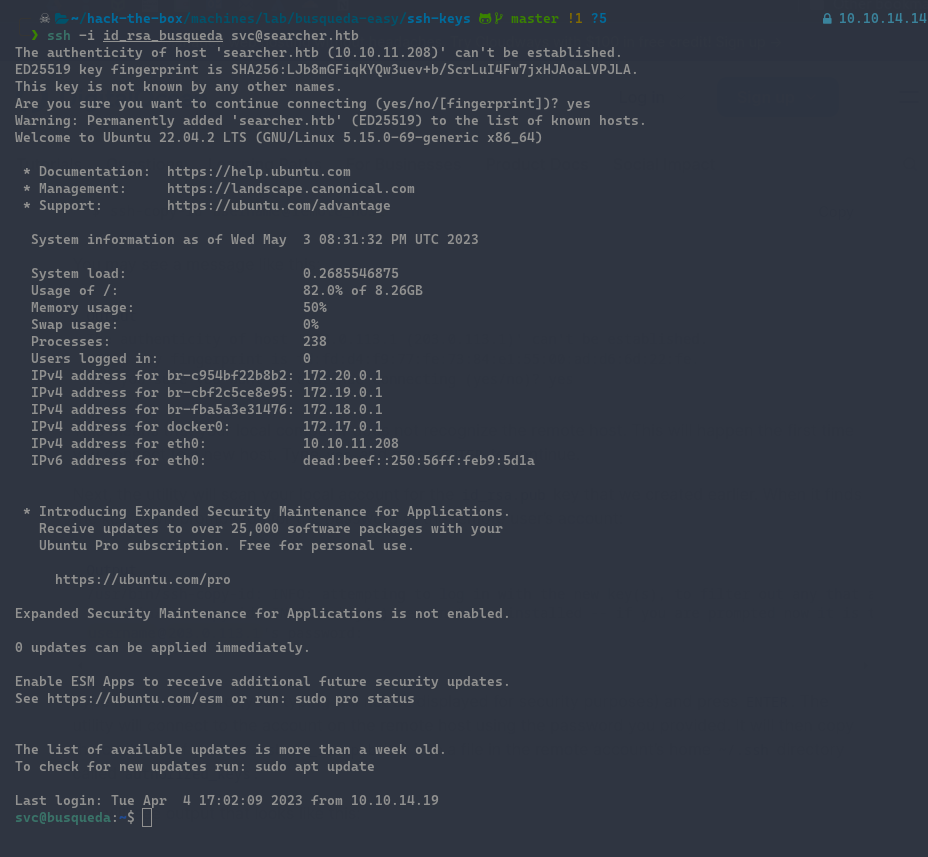 ~/hack-the-box/machines/lab/busqueda-easy/ssh-keys master !1 ?5 10.10.14.14
❯ ssh -i id_rsa_busqueda svc@searcher.htb
The authenticity of host 'searcher.htb (10.10.11.208)' can't be established.
ED25519 key fingerprint is SHA256:LJb8mGFiqKYQw3uev+b/ScrLuI4Fw7jxHJAoaLVPJLA.
This key is not known by any other names.
Are you sure you want to continue connecting (yes/no/[fingerprint])? yes
Warning: Permanently added 'searcher.htb' (ED25519) to the list of known hosts.
Welcome to Ubuntu 22.04.2 LTS (GNU/Linux 5.15.0-69-generic x86_64)
* Documentation: https://help.ubuntu.com
* Management: https://landscape.canonical.com
* Support: https://ubuntu.com/advantage
System information as of Wed May 3 08:31:32 PM UTC 2023
System load: 0.2685546875
Usage of /: 82.0% of 8.26GB
Memory usage: 50%
Swap usage: 0%
Processes: 238
Users logged in: 0
IPv4 address for br-c954bf22b8b2: 172.20.0.1
IPv4 address for br-cbf2c5ce8e95: 172.19.0.1
IPv4 address for br-fba5a3e31476: 172.18.0.1
IPv4 address for docker0: 172.17.0.1
IPv4 address for eth0: 10.10.11.208
IPv6 address for eth0: dead:beef::250:56ff:feb9:5d1a
* Introducing Expanded Security Maintenance for Applications.
Receive updates to over 25,000 software packages with your
Ubuntu Pro subscription. Free for personal use.
https://ubuntu.com/pro
Expanded Security Maintenance for Applications is not enabled.
0 updates can be applied immediately.
Enable ESM Apps to receive additional future security updates.
See https://ubuntu.com/esm or run: sudo pro status
The list of available updates is more than a week old.
To check for new updates run: sudo apt update
Last login: Tue Apr 4 17:02:09 2023 from 10.10.14.19
svc@busqueda:~$